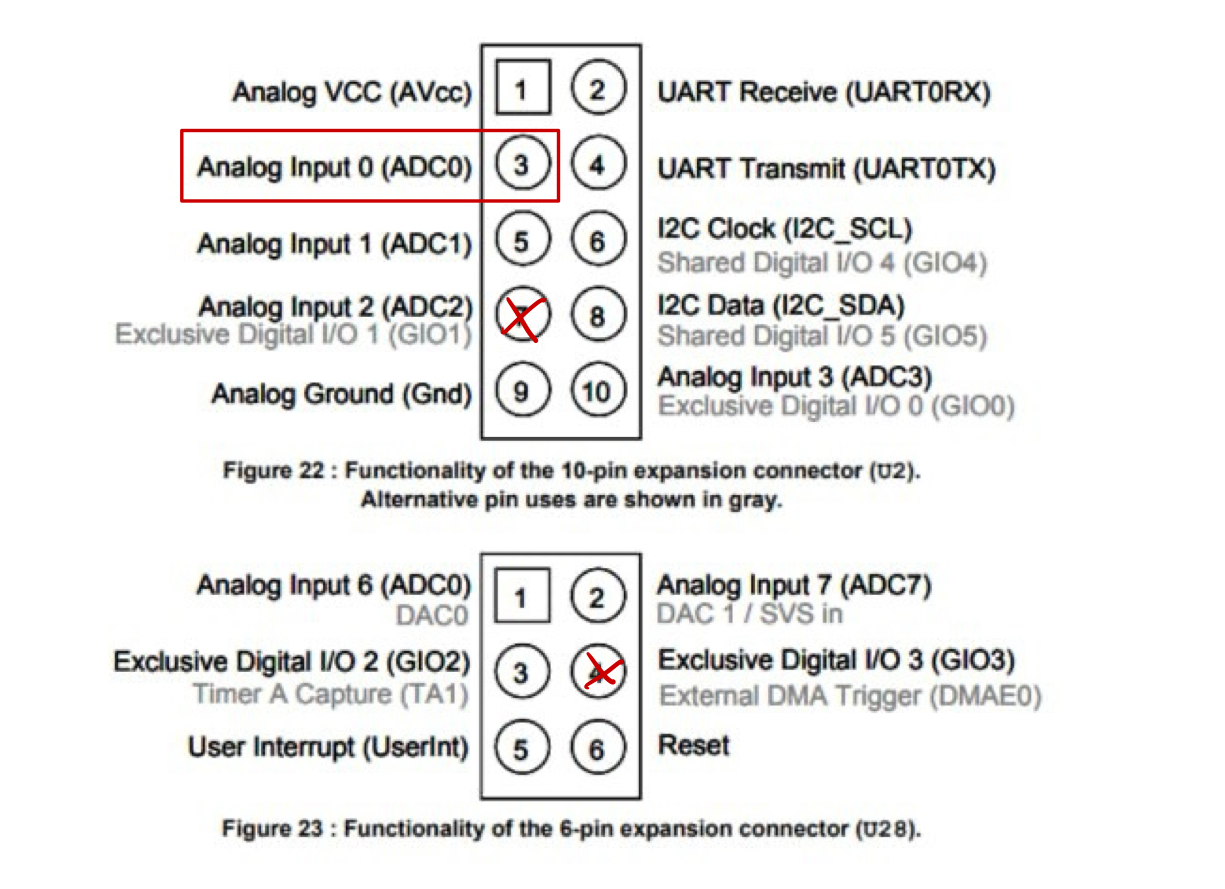 Analog VCC (AVcc) 1 2 UART Receive (UART0RX)
Analog Input 0 (ADC0) 3 4 UART Transmit (UART0TX)
Analog Input 1 (ADC1) 5 6 I2C Clock (I2C_SCL)
Shared Digital I/O 4 (GIO4)
Analog Input 2 (ADC2) 7 8 I2C Data (I2C_SDA)
Exclusive Digital I/O 1 (GIO1) Shared Digital I/O 5 (GIO5)
Analog Ground (Gnd) 9 10 Analog Input 3 (ADC3)
Exclusive Digital I/O 0 (GIO0)
Figure 22 : Functionality of the 10-pin expansion connector (U2).
Alternative pin uses are shown in gray.
Analog Input 6 (ADC0) 1 2 Analog Input 7 (ADC7)
DAC0 DAC 1 / SVS in
Exclusive Digital I/O 2 (GIO2) 3 4 Exclusive Digital I/O 3 (GIO3)
Timer A Capture (TA1) External DMA Trigger (DMAE0)
User Interrupt (UserInt) 5 6 Reset
Figure 23 : Functionality of the 6-pin expansion connector (U28).